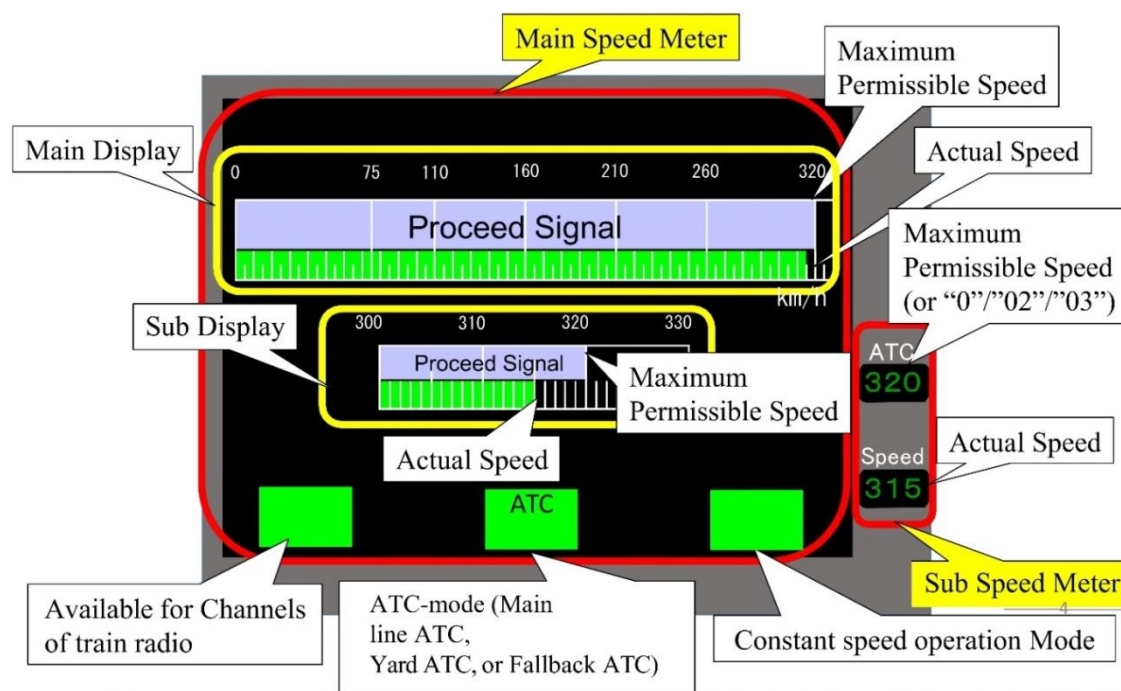 Main Speed Meter
Maximum
Permissible Speed
Main Display
Actual Speed
0 75 110 160 210 260 320
Proceed Signal
km/h
Maximum
Permissible Speed
(or “0”/”02”/”03”)
Sub Display
300 310 320 330
Proceed Signal
Maximum
Permissible Speed
Actual Speed
ATC
320
Speed
315
Actual Speed
ATC
Sub Speed Meter
4
Available for Channels
of train radio
ATC-mode (Main
line ATC,
Yard ATC, or Fallback ATC)
Constant speed operation Mode